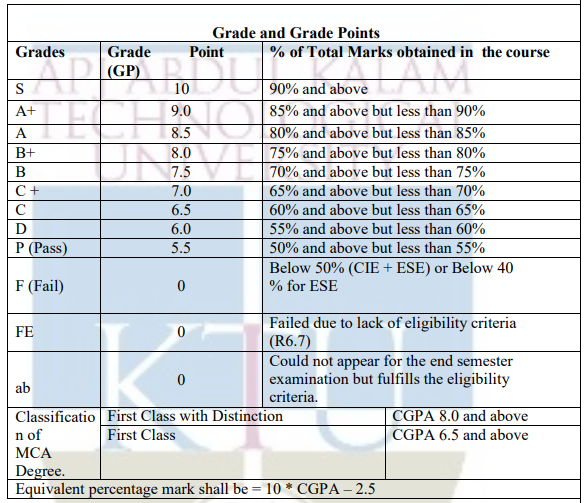 Grade and Grade Points
Grades Grade Point % of Total Marks obtained in the course
(GP)
S 10 90% and above
A+ 9.0 85% and above but less than 90%
A 8.5 80% and above but less than 85%
B+ 8.0 75% and above but less than 80%
B 7.5 70% and above but less than 75%
C + 7.0 65% and above but less than 70%
C 6.5 60% and above but less than 65%
D 6.0 55% and above but less than 60%
P (Pass) 5.5 50% and above but less than 55%
F (Fail) 0 Below 50% (CIE + ESE) or Below 40
% for ESE
FE 0 Failed due to lack of eligibility criteria
(R6.7)
ab 0 Could not appear for the end semester
examination but fulfills the eligibility
criteria.
Classificatio First Class with Distinction CGPA 8.0 and above
n of First Class CGPA 6.5 and above
MCA
Degree.
Equivalent percentage mark shall be = 10 * CGPA – 2.5
APJ ABDUL KALAM
TECHNOLOGICAL
UNIVERSITY
KTU